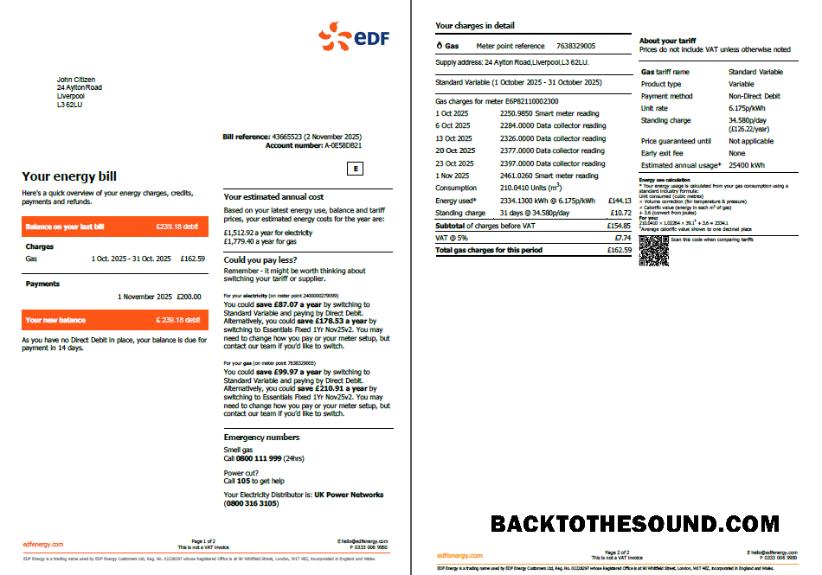 eDF
John Citizen
24 Aylton Road
Liverpool
L3 62LU
Bill reference: 43665523 (2 November 2025)
Account number: A-0E58D821
E
Your energy bill
Here's a quick overview of your energy charges, credits,
payments and refunds.
Balance on your last bill £239.18 debit
Charges
Gas 1 Oct. 2025 - 31 Oct. 2025 £162.59
Payments
1 November 2025 £200.00
Your new balance £ 239.18 debit
As you have no Direct Debit in place, your balance is due for
payment in 14 days.
Your estimated annual cost
Based on your latest energy use, balance and tariff
prices, your estimated energy costs for the year are:
£1,512.92 a year for electricity
£1,779.40 a year for gas
Could you pay less?
Remember - it might be worth thinking about
switching your tariff or supplier.
For your electricity (on meter point 2400000279099)
You could save £87.07 a year by switching to
Standard Variable and paying by Direct Debit.
Alternatively, you could save £178.53 a year by
switching to Essentials Fixed 1Yr Nov25v2. You may
need to change how you pay or your meter setup, but
contact our team if you'd like to switch.
For your gas (on meter point 7638329005)
You could save £99.97 a year by switching to
Standard Variable and paying by Direct Debit.
Alternatively, you could save £210.91 a year by
switching to Essentials Fixed 1Yr Nov25v2. You may
need to change how you pay or your meter setup, but
contact our team if you'd like to switch.
Emergency numbers
Smell gas
Call 0800 111 999 (24hrs)
Power cut?
Call 105 to get help
Your Electricity Distributor is: UK Power Networks
(0800 316 3105)
edfenergy.com
Page 1 of 2
This is not a VAT Invoice
E hello@edfenergy.com
P 0333 006 9950
EDF Energy is a trading name used by EDF Energy Customers Ltd, Reg. No. 02228297 whose Registered Office is at 90 Whitfield Street, London, W1T 4EZ, Incorporated in England and Wales.
Your charges in detail
Gas Meter point reference 7638329005
Supply address: 24 Aylton Road,Liverpool,L3 62LU.
Standard Variable (1 October 2025 - 31 October 2025)
Gas charges for meter E6P82110002300
1 Oct 2025 2250.9850 Smart meter reading
6 Oct 2025 2284.0000 Data collector reading
13 Oct 2025 2326.0000 Data collector reading
20 Oct 2025 2377.0000 Data collector reading
23 Oct 2025 2397.0000 Data collector reading
1 Nov 2025 2461.0260 Smart meter reading
Consumption 210.0410 Units (m³)
Energy used* 2334.1300 kWh @ 6.175p/kWh £144.13
Standing charge 31 days @ 34.580p/day £10.72
Subtotal of charges before VAT £154.85
VAT @ 5% £7.74
Total gas charges for this period £162.59
About your tariff
Prices do not include VAT unless otherwise noted
Gas tariff name Standard Variable
Product type Variable
Payment method Non-Direct Debit
Unit rate 6.175p/kWh
Standing charge 34.580p/day
(£126.22/year)
Price guaranteed until Not applicable
Early exit fee None
Estimated annual usage* 25400 kWh
Energy use calculation
* Your energy usage is calculated from your gas consumption using a
standard industry formula:
Unit consumed (cubic metres)
× Volume correction (for temperature & pressure)
× Calorific value (energy in each m³ of gas)
÷ 3.6 (convert from joules)
For you:
210.0410 × 1.02264 × 39.1† ÷ 3.6 = 2334.1
†Average calorific value shown to one decimal place
Scan this code when comparing tariffs
BACKTOTHESOUND.COM
edfenergy.com
Page 2 of 2
This is not a VAT Invoice
E hello@edfenergy.com
P 0333 006 9950
EDF Energy is a trading name used by EDF Energy Customers Ltd, Reg. No. 02228297 whose Registered Office is at 90 Whitfield Street, London, W1T 4EZ, Incorporated in England and Wales.